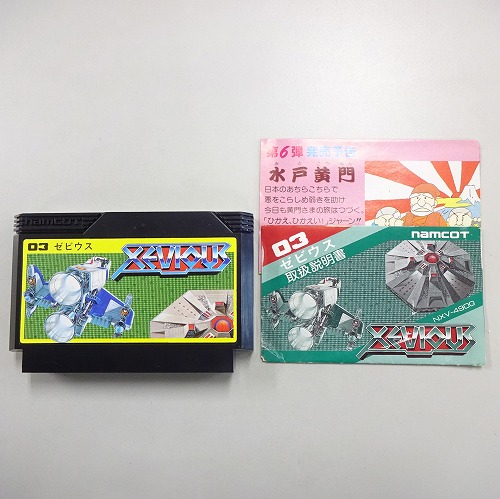 namcot
03 ゼビウス
XEVIOUS
第6弾 発売予定
水戸黄門
日本のあちらこちらで
悪をこらしめ弱きを助け
今日も黄門さまの旅はつづく。
「ひかえ、ひかえい!」ジャーン!!
03
ゼビウス
取扱説明書
namcot
NXV-4900
XEVIOUS